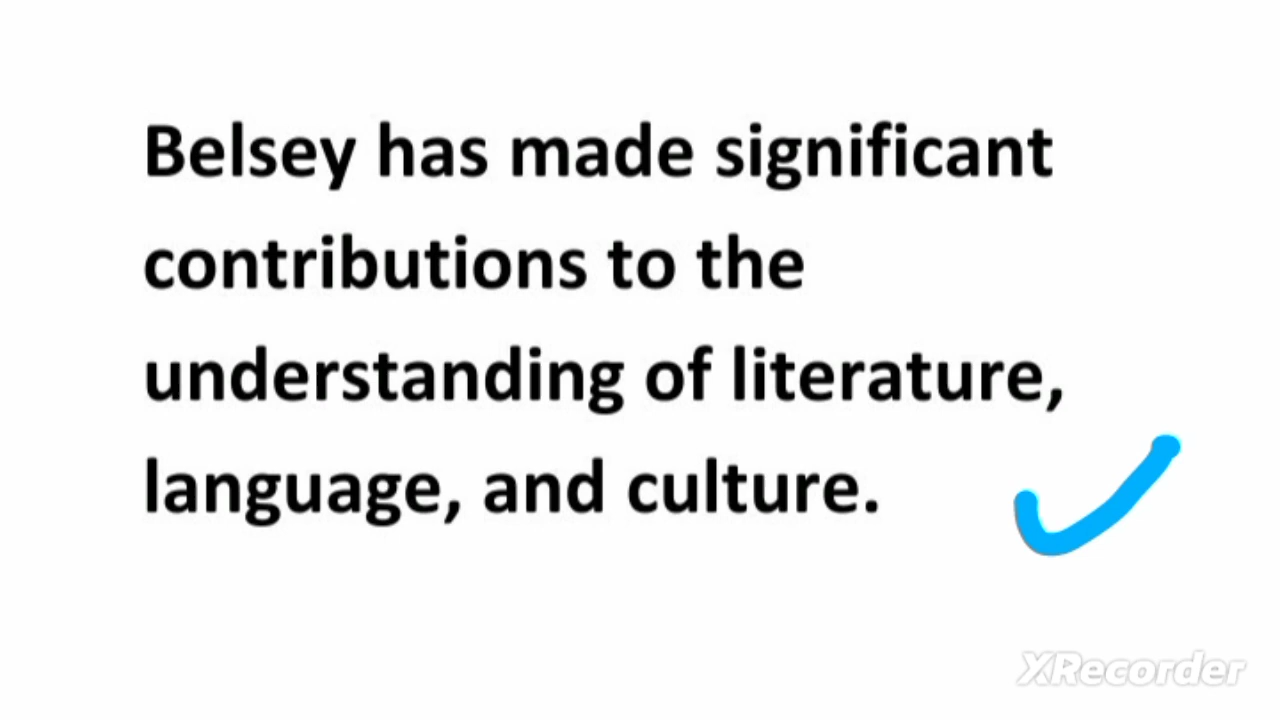 Belsey has made significant
contributions to the
understanding of literature,
language, and culture.
XRecorder